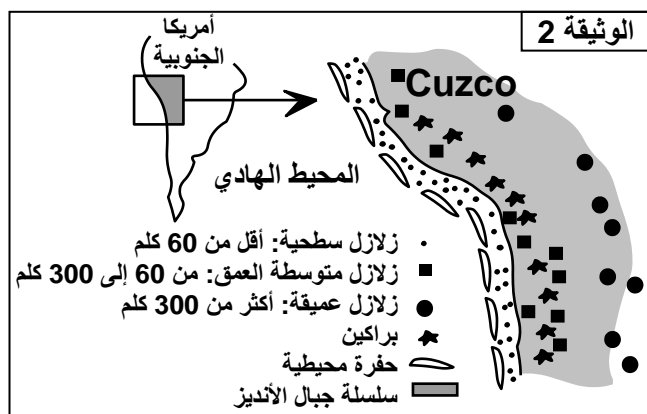 الوثيقة 2
أمريكا
الجنوبية
Cuzco
المحيط الهادي
زلازل سطحية: أقل من 60 كلم
زلازل متوسطة العمق: من 60 إلى 300 كلم
زلازل عميقة: أكثر من 300 كلم
براكين
حفرة محيطية
سلسلة جبال الأنديز